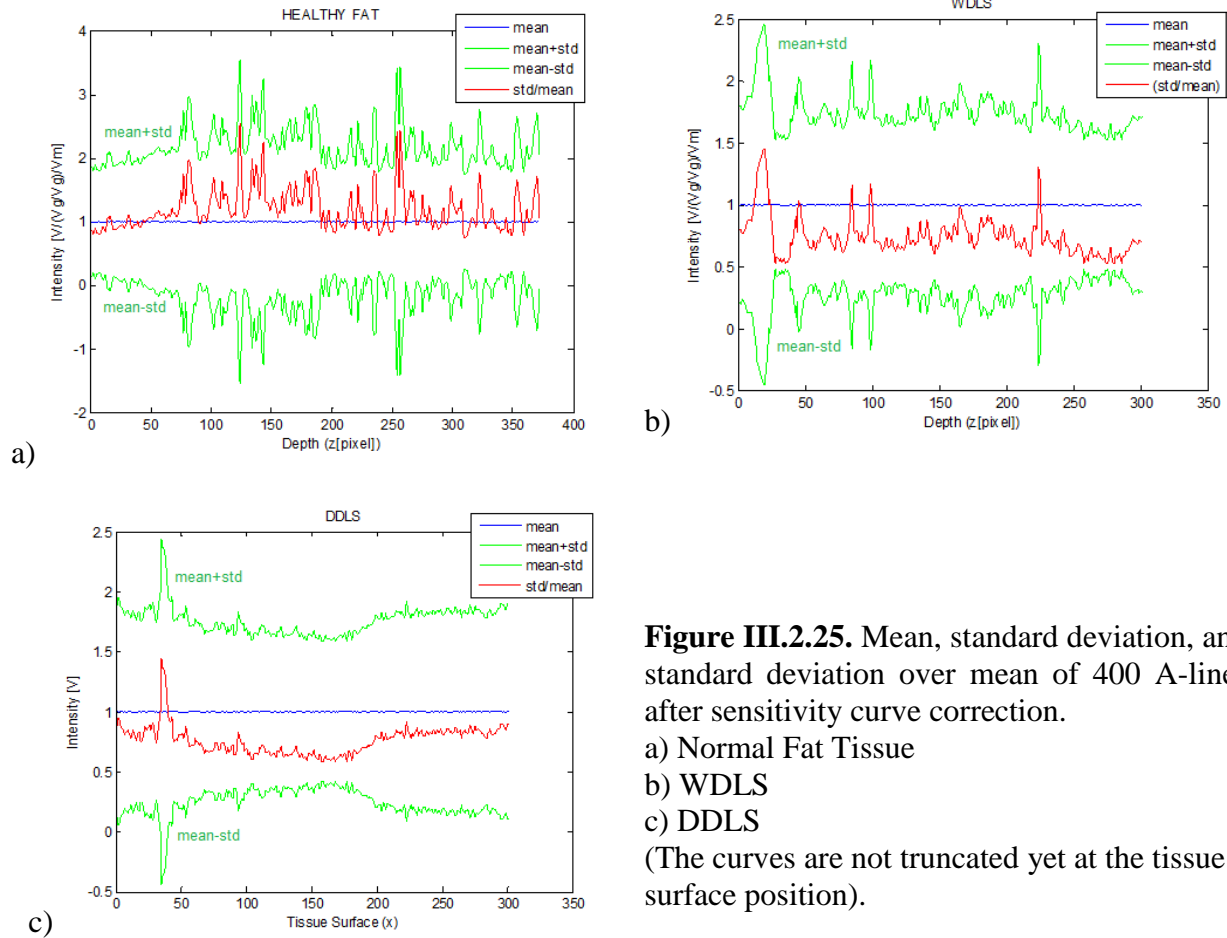 HEALTHY FAT
4
3
2
1
0
-1
-2
Intensity [V/(Vg/Vg)/Vm]
mean
mean+std
mean-std
std/mean
mean+std
mean-std
0 50 100 150 200 250 300 350 400
Depth (z[pixel])
a)
WDLS
2.5
2
1.5
1
0.5
0
-0.5
Intensity [V/(Vg/Vg)/Vm]
mean
mean+std
mean-std
(std/mean)
mean+std
mean-std
0 50 100 150 200 250 300 350
Depth (z[pixel])
b)
DDLS
2.5
2
1.5
1
0.5
0
-0.5
Intensity [V]
mean
mean+std
mean-std
std/mean
mean+std
mean-std
0 50 100 150 200 250 300 350
Tissue Surface (x)
c)
Figure III.2.25. Mean, standard deviation, an
standard deviation over mean of 400 A-line
after sensitivity curve correction.
a) Normal Fat Tissue
b) WDLS
c) DDLS
(The curves are not truncated yet at the tissue
surface position).